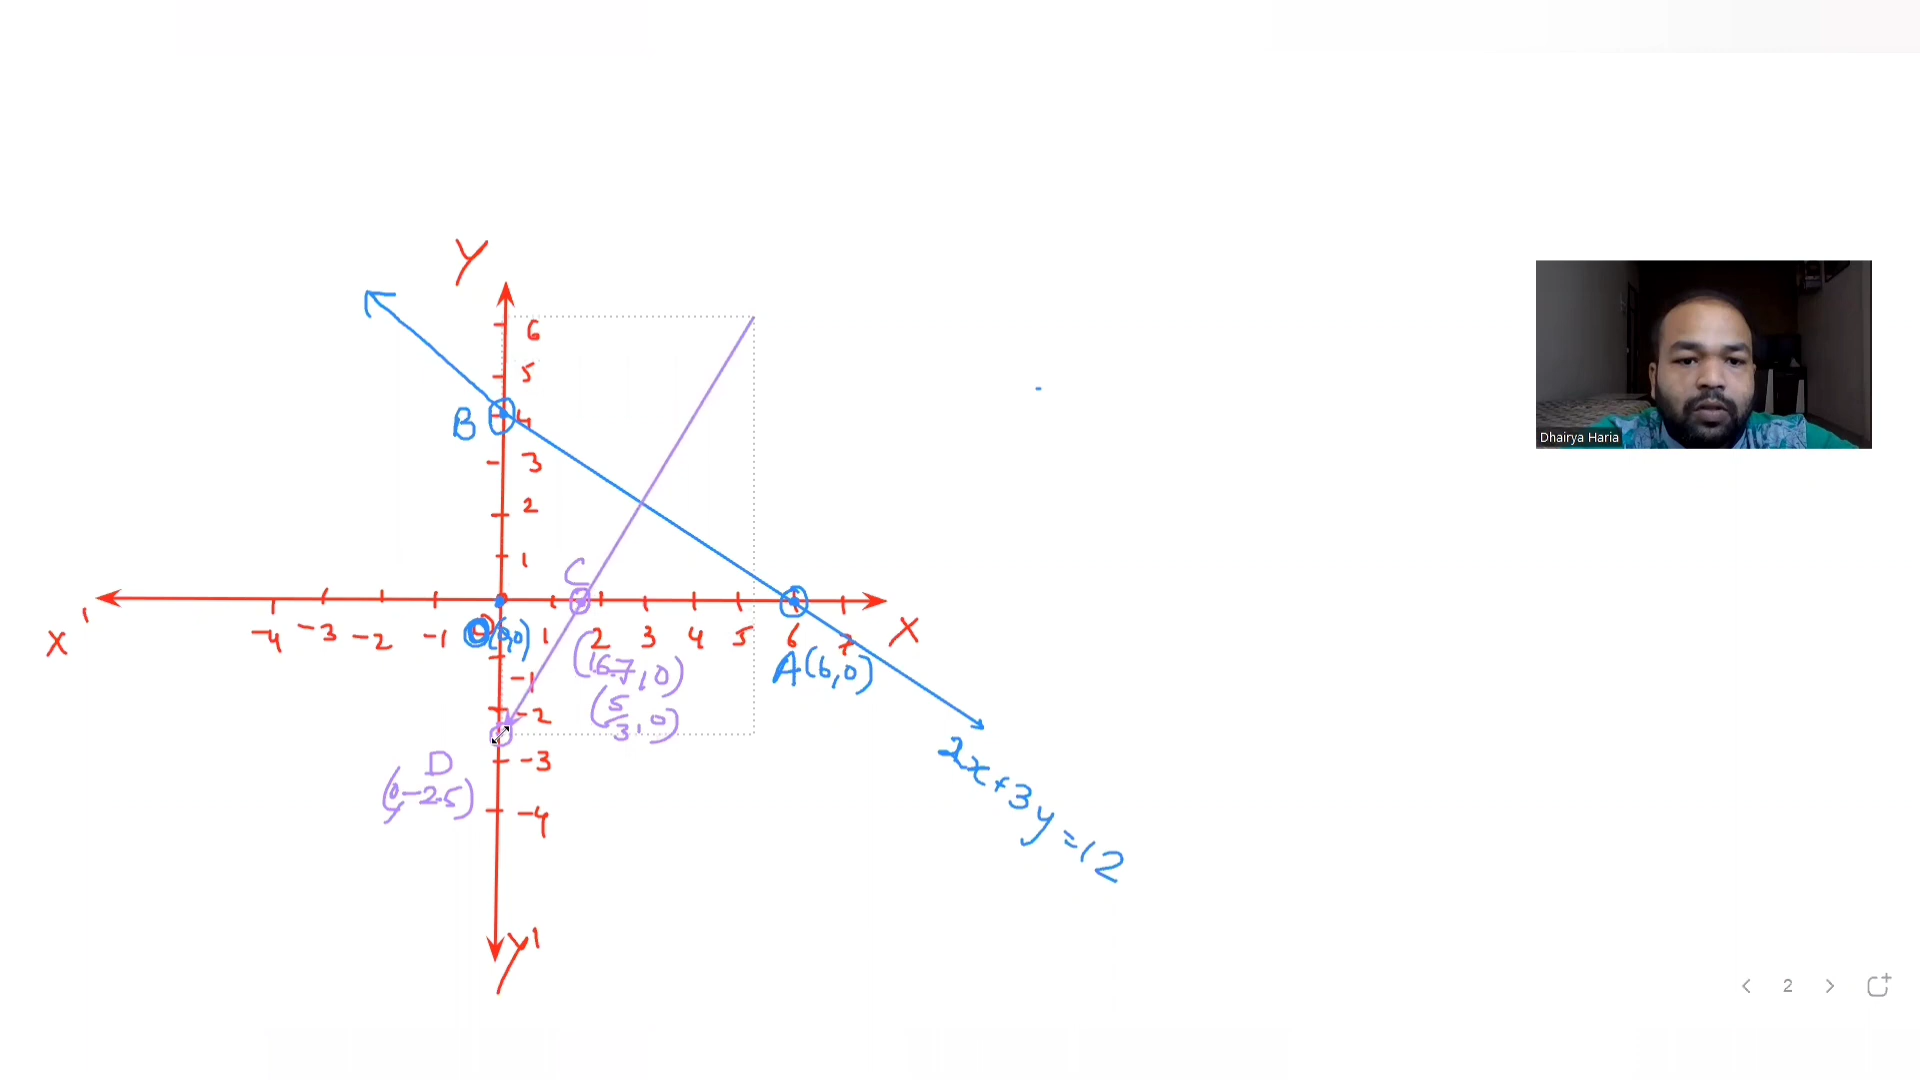 Y
6
5
B 4
3
2
1
C
X' -4 -3 -2 -1 O(0,0) 1 2 3 4 5 6 7 X
(1.67,0) A(6,0)
-1
(5/3,0)
-2
D -3
(0,-2.5)
-4
2x+3y=12
Y'
Dhairya Haria
2